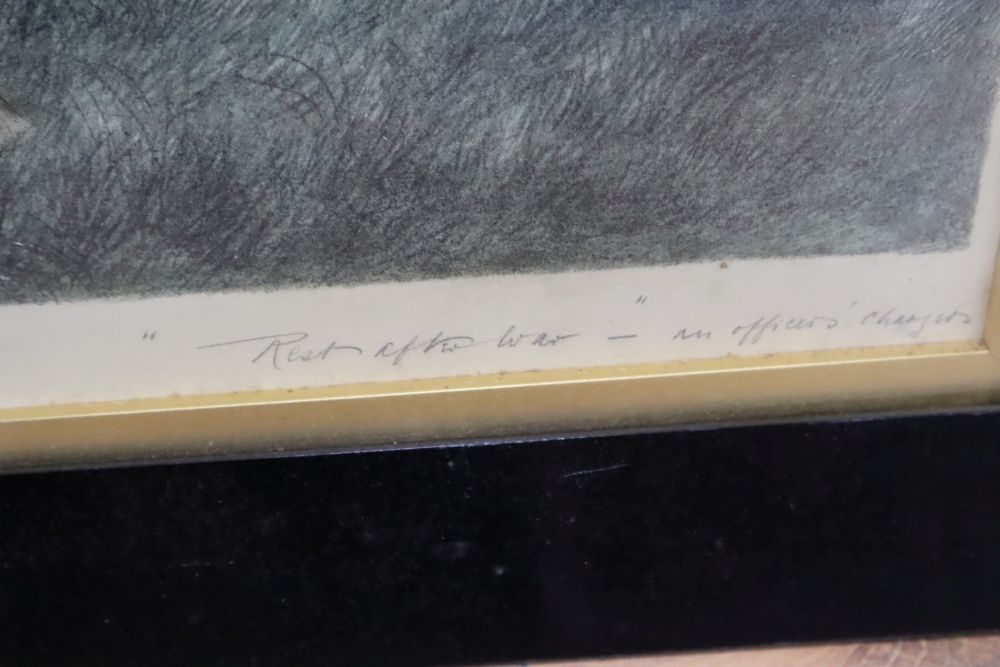 " Rest after War — " an officers' chargers